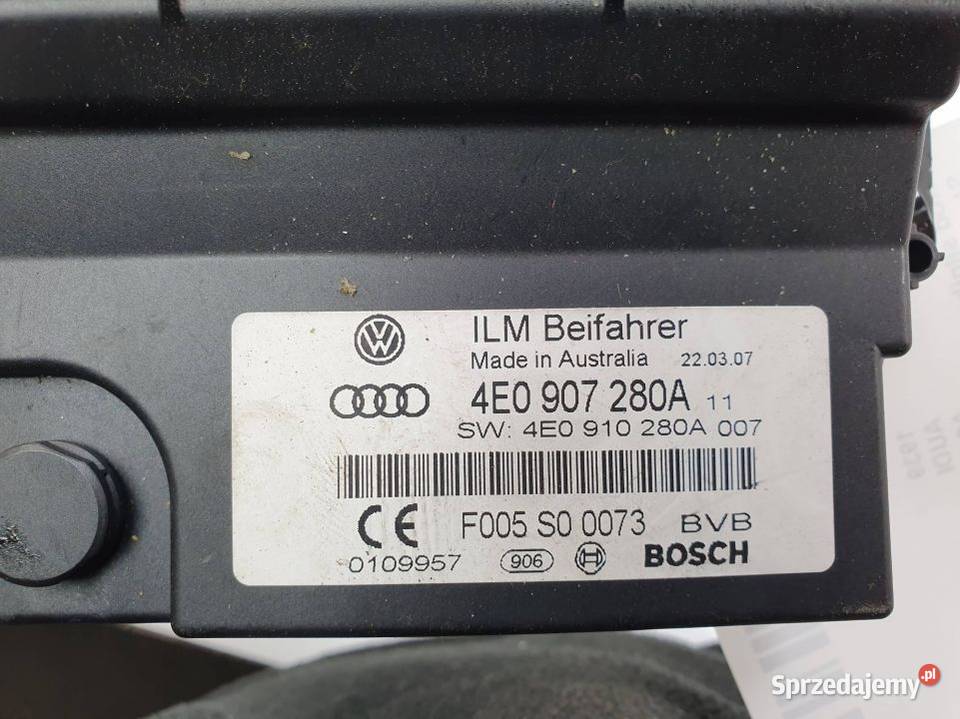 ILM Beifahrer
Made in Australia 22.03.07
4E0 907 280A 11
SW: 4E0 910 280A 007
CE F005 S0 0073 BVB
0109957 906 BOSCH
Sprzedajemy.pl